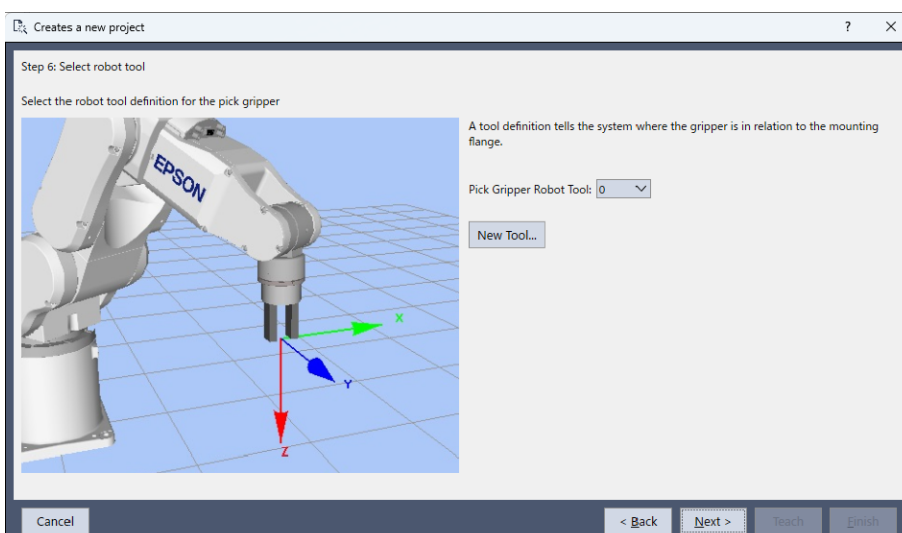 Creates a new project
?
Step 6: Select robot tool
Select the robot tool definition for the pick gripper
EPSON
X
Y
Z
A tool definition tells the system where the gripper is in relation to the mounting
flange.
Pick Gripper Robot Tool: 0
New Tool...
Cancel
< Back
Next >
Teach
Finish